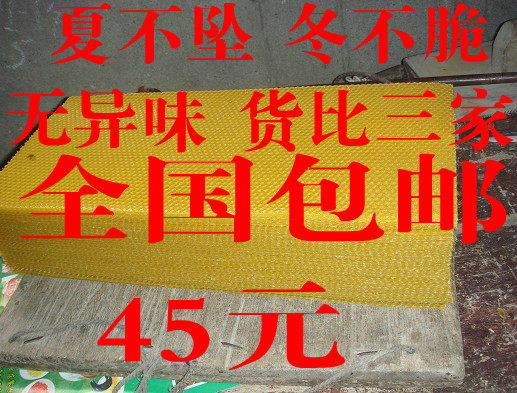 夏不坠 冬不脆
无异味 货比三家
全国包邮
45元